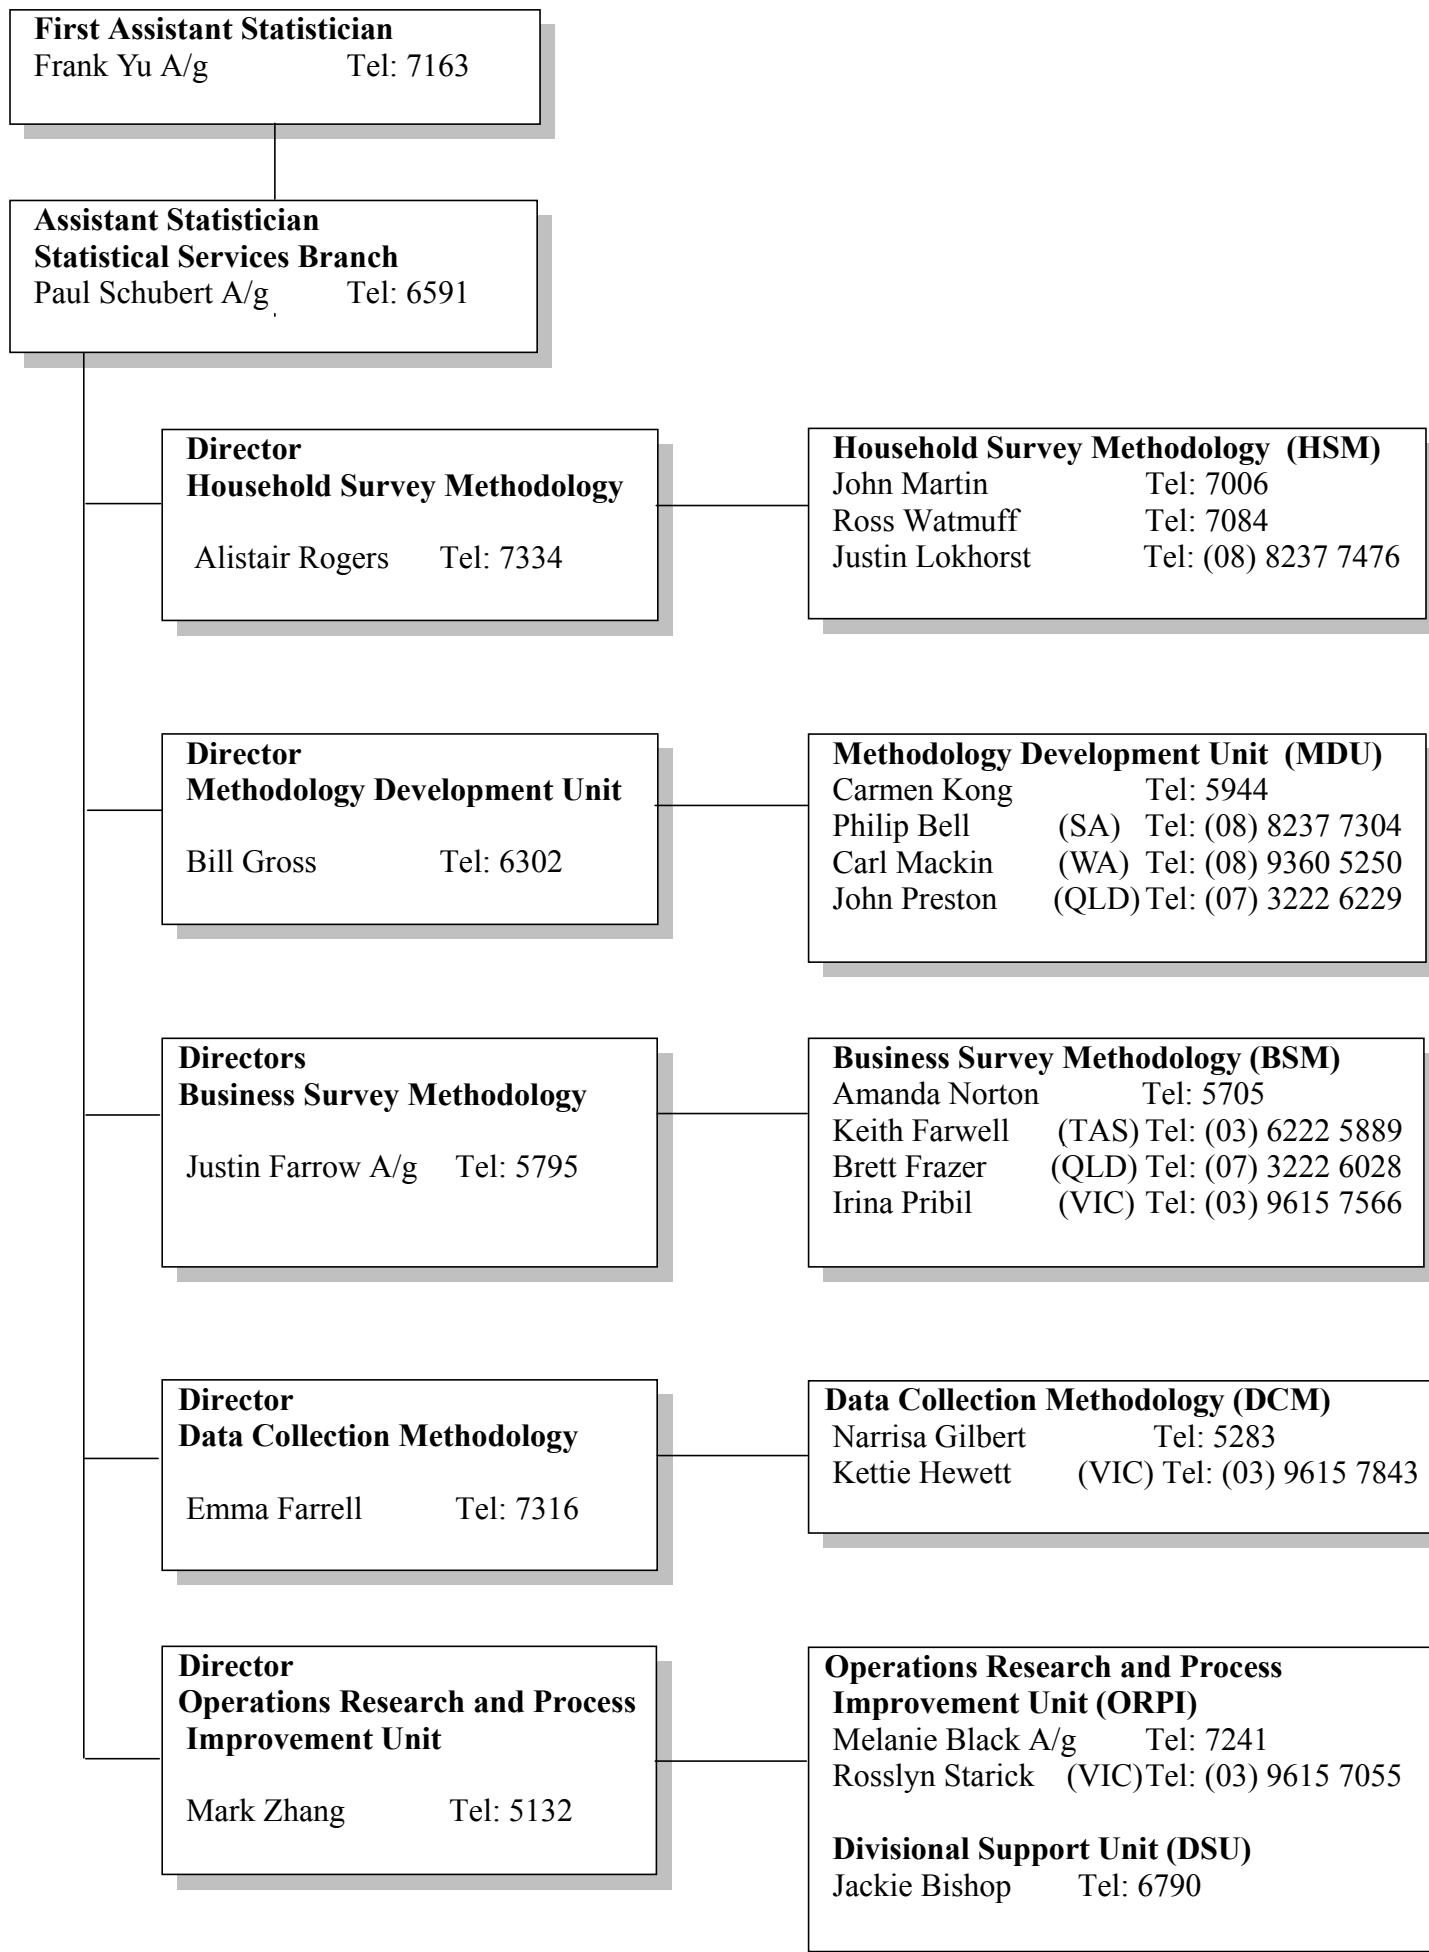 First Assistant Statistician
Frank Yu A/g Tel: 7163
Assistant Statistician
Statistical Services Branch
Paul Schubert A/g Tel: 6591
Director
Household Survey Methodology
Alistair Rogers Tel: 7334
Household Survey Methodology (HSM)
John Martin Tel: 7006
Ross Watmuff Tel: 7084
Justin Lokhorst Tel: (08) 8237 7476
Director
Methodology Development Unit
Bill Gross Tel: 6302
Methodology Development Unit (MDU)
Carmen Kong Tel: 5944
Philip Bell (SA) Tel: (08) 8237 7304
Carl Mackin (WA) Tel: (08) 9360 5250
John Preston (QLD) Tel: (07) 3222 6229
Directors
Business Survey Methodology
Justin Farrow A/g Tel: 5795
Business Survey Methodology (BSM)
Amanda Norton Tel: 5705
Keith Farwell (TAS) Tel: (03) 6222 5889
Brett Frazer (QLD) Tel: (07) 3222 6028
Irina Pribil (VIC) Tel: (03) 9615 7566
Director
Data Collection Methodology
Emma Farrell Tel: 7316
Data Collection Methodology (DCM)
Narrisa Gilbert Tel: 5283
Kettie Hewett (VIC) Tel: (03) 9615 7843
Director
Operations Research and Process
Improvement Unit
Mark Zhang Tel: 5132
Operations Research and Process
Improvement Unit (ORPI)
Melanie Black A/g Tel: 7241
Rosslyn Starick (VIC) Tel: (03) 9615 7055
Divisional Support Unit (DSU)
Jackie Bishop Tel: 6790